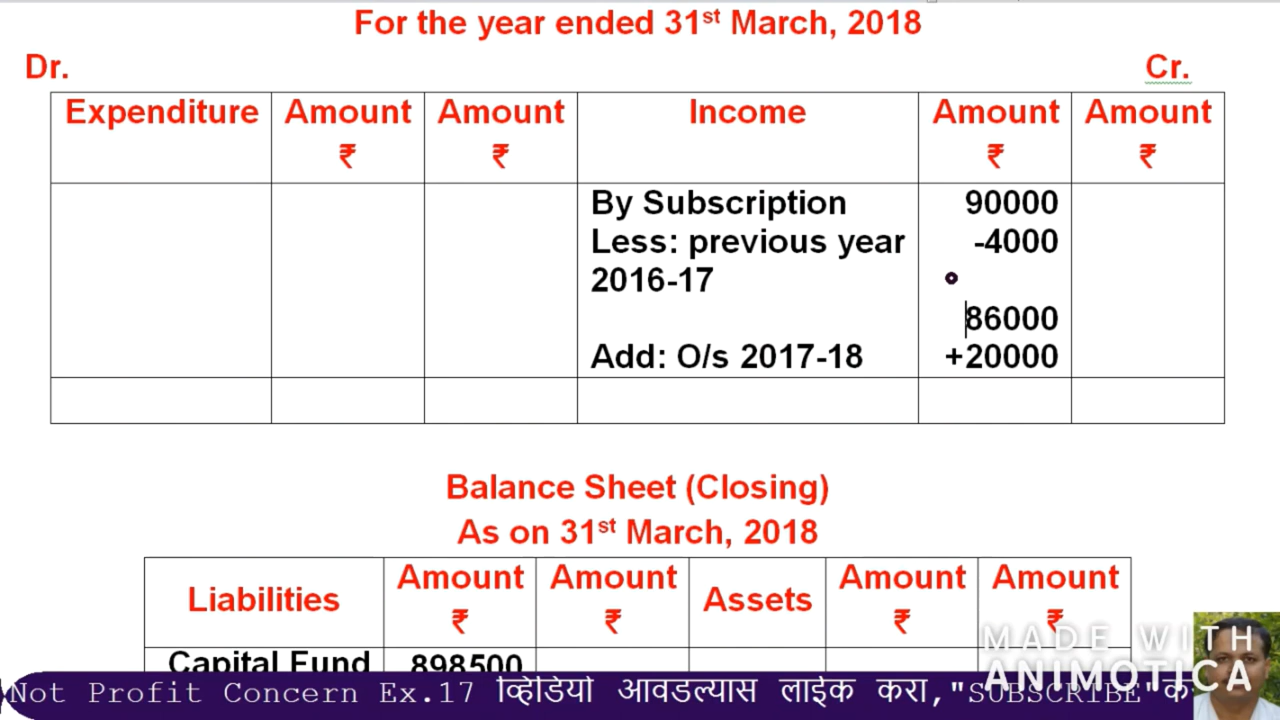 For the year ended 31st March, 2018
Dr. Cr.
Expenditure Amount ₹ Amount ₹ Income Amount ₹ Amount ₹
By Subscription 90000
Less: previous year -4000
2016-17
86000
Add: O/s 2017-18 +20000
Balance Sheet (Closing)
As on 31st March, 2018
Liabilities Amount ₹ Amount ₹ Assets Amount ₹ Amount ₹
Capital Fund 898500
MADE WITH
ANIMOTICA
Not Profit Concern Ex.17 व्हिडियो आवडल्यास लाईक करा,"SUBSCRIBE"क